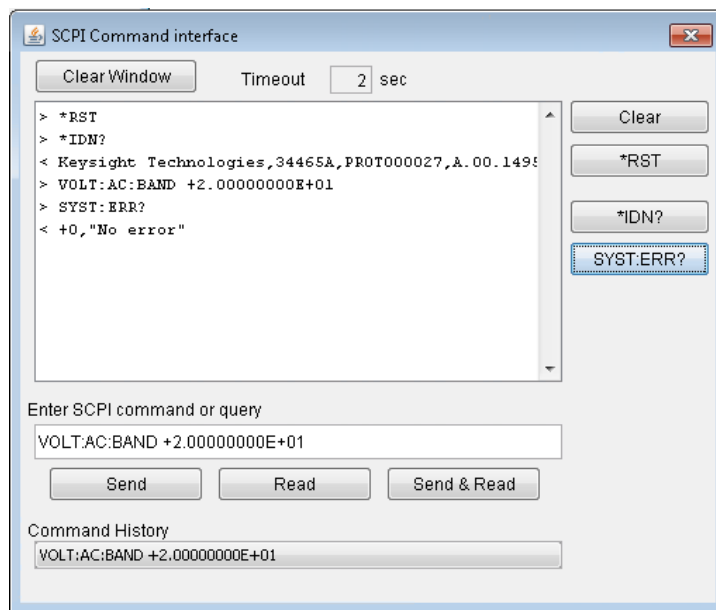 SCPI Command interface
Clear Window Timeout 2 sec
> *RST
> *IDN?
< Keysight Technologies,34465A,PROT000027,A.00.1495
> VOLT:AC:BAND +2.00000000E+01
> SYST:ERR?
< +0,"No error"
Clear
*RST
*IDN?
SYST:ERR?
Enter SCPI command or query
VOLT:AC:BAND +2.00000000E+01
Send Read Send & Read
Command History
VOLT:AC:BAND +2.00000000E+01